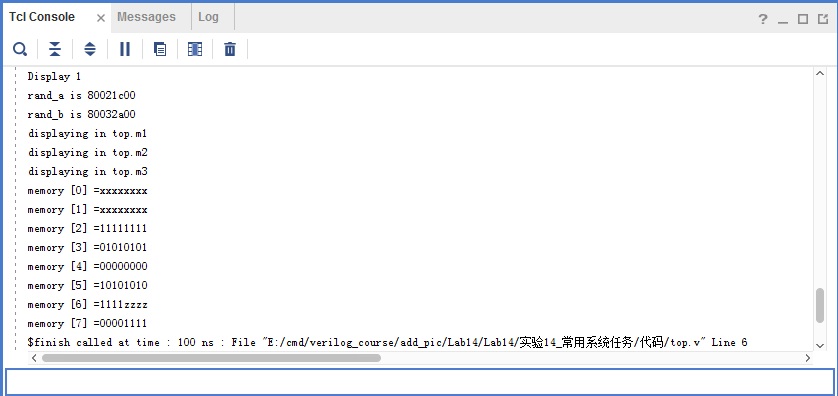 Tcl Console × Messages Log ?
Display 1
rand_a is 80021c00
rand_b is 80032a00
displaying in top.m1
displaying in top.m2
displaying in top.m3
memory [0] =xxxxxxxx
memory [1] =xxxxxxxx
memory [2] =11111111
memory [3] =01010101
memory [4] =00000000
memory [5] =10101010
memory [6] =1111zzzz
memory [7] =00001111
$finish called at time : 100 ns : File "E:/cmd/verilog_course/add_pic/Lab14/Lab14/实验14_常用系统任务/代码/top.v" Line 6